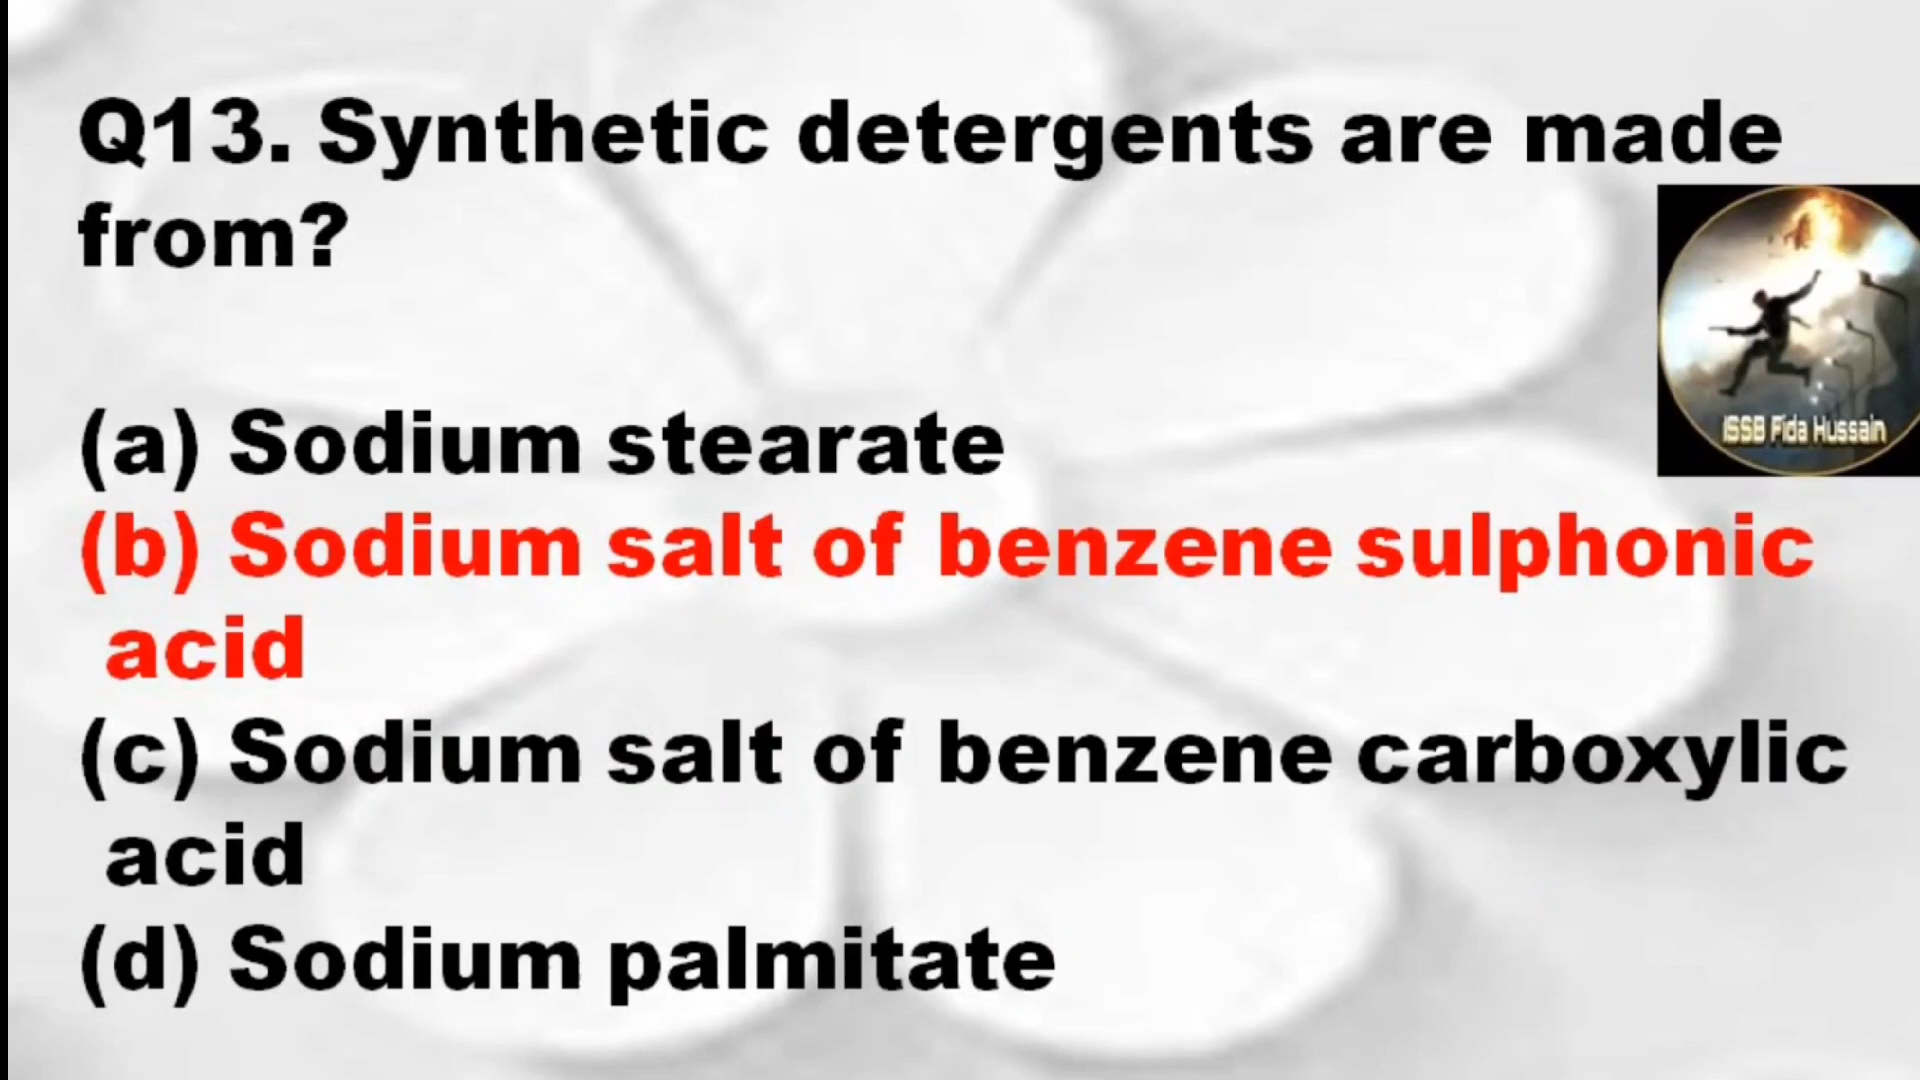 Q13. Synthetic detergents are made
from?
(a) Sodium stearate
(b) Sodium salt of benzene sulphonic
acid
(c) Sodium salt of benzene carboxylic
acid
(d) Sodium palmitate
ISSB Fida Hussain